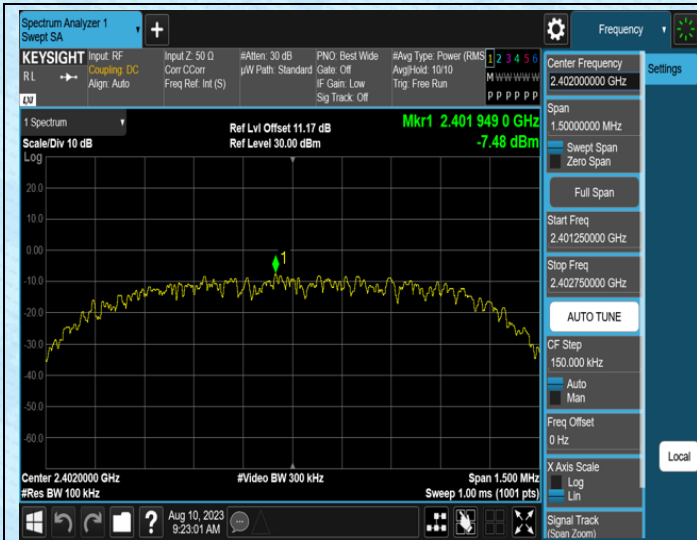 Spectrum Analyzer 1
Swept SA
+
Frequency
KEYSIGHT
RL
LXI
Input: RF
Coupling: DC
Align: Auto
Input Z: 50 Ω
Corr CCorr
Freq Ref: Int (S)
#Atten: 30 dB
µW Path: Standard
PNO: Best Wide
Gate: Off
IF Gain: Low
Sig Track: Off
#Avg Type: Power (RMS
Avg|Hold: 10/10
Trig: Free Run
1 2 3 4 5 6
M W W W W W
P P P P P P
1 Spectrum
Scale/Div 10 dB
Log
Ref Lvl Offset 11.17 dB
Ref Level 30.00 dBm
Mkr1 2.401 949 0 GHz
-7.48 dBm
20.0
10.0
0.00
-10.0
-20.0
-30.0
-40.0
-50.0
-60.0
1
Center 2.4020000 GHz
#Res BW 100 kHz
#Video BW 300 kHz
Span 1.500 MHz
Sweep 1.00 ms (1001 pts)
?
Aug 10, 2023
9:23:01 AM
Center Frequency
2.402000000 GHz
Span
1.50000000 MHz
Swept Span
Zero Span
Full Span
Start Freq
2.401250000 GHz
Stop Freq
2.402750000 GHz
AUTO TUNE
CF Step
150.000 kHz
Auto
Man
Freq Offset
0 Hz
X Axis Scale
Log
Lin
Signal Track
(Span Zoom)
Settings
Local